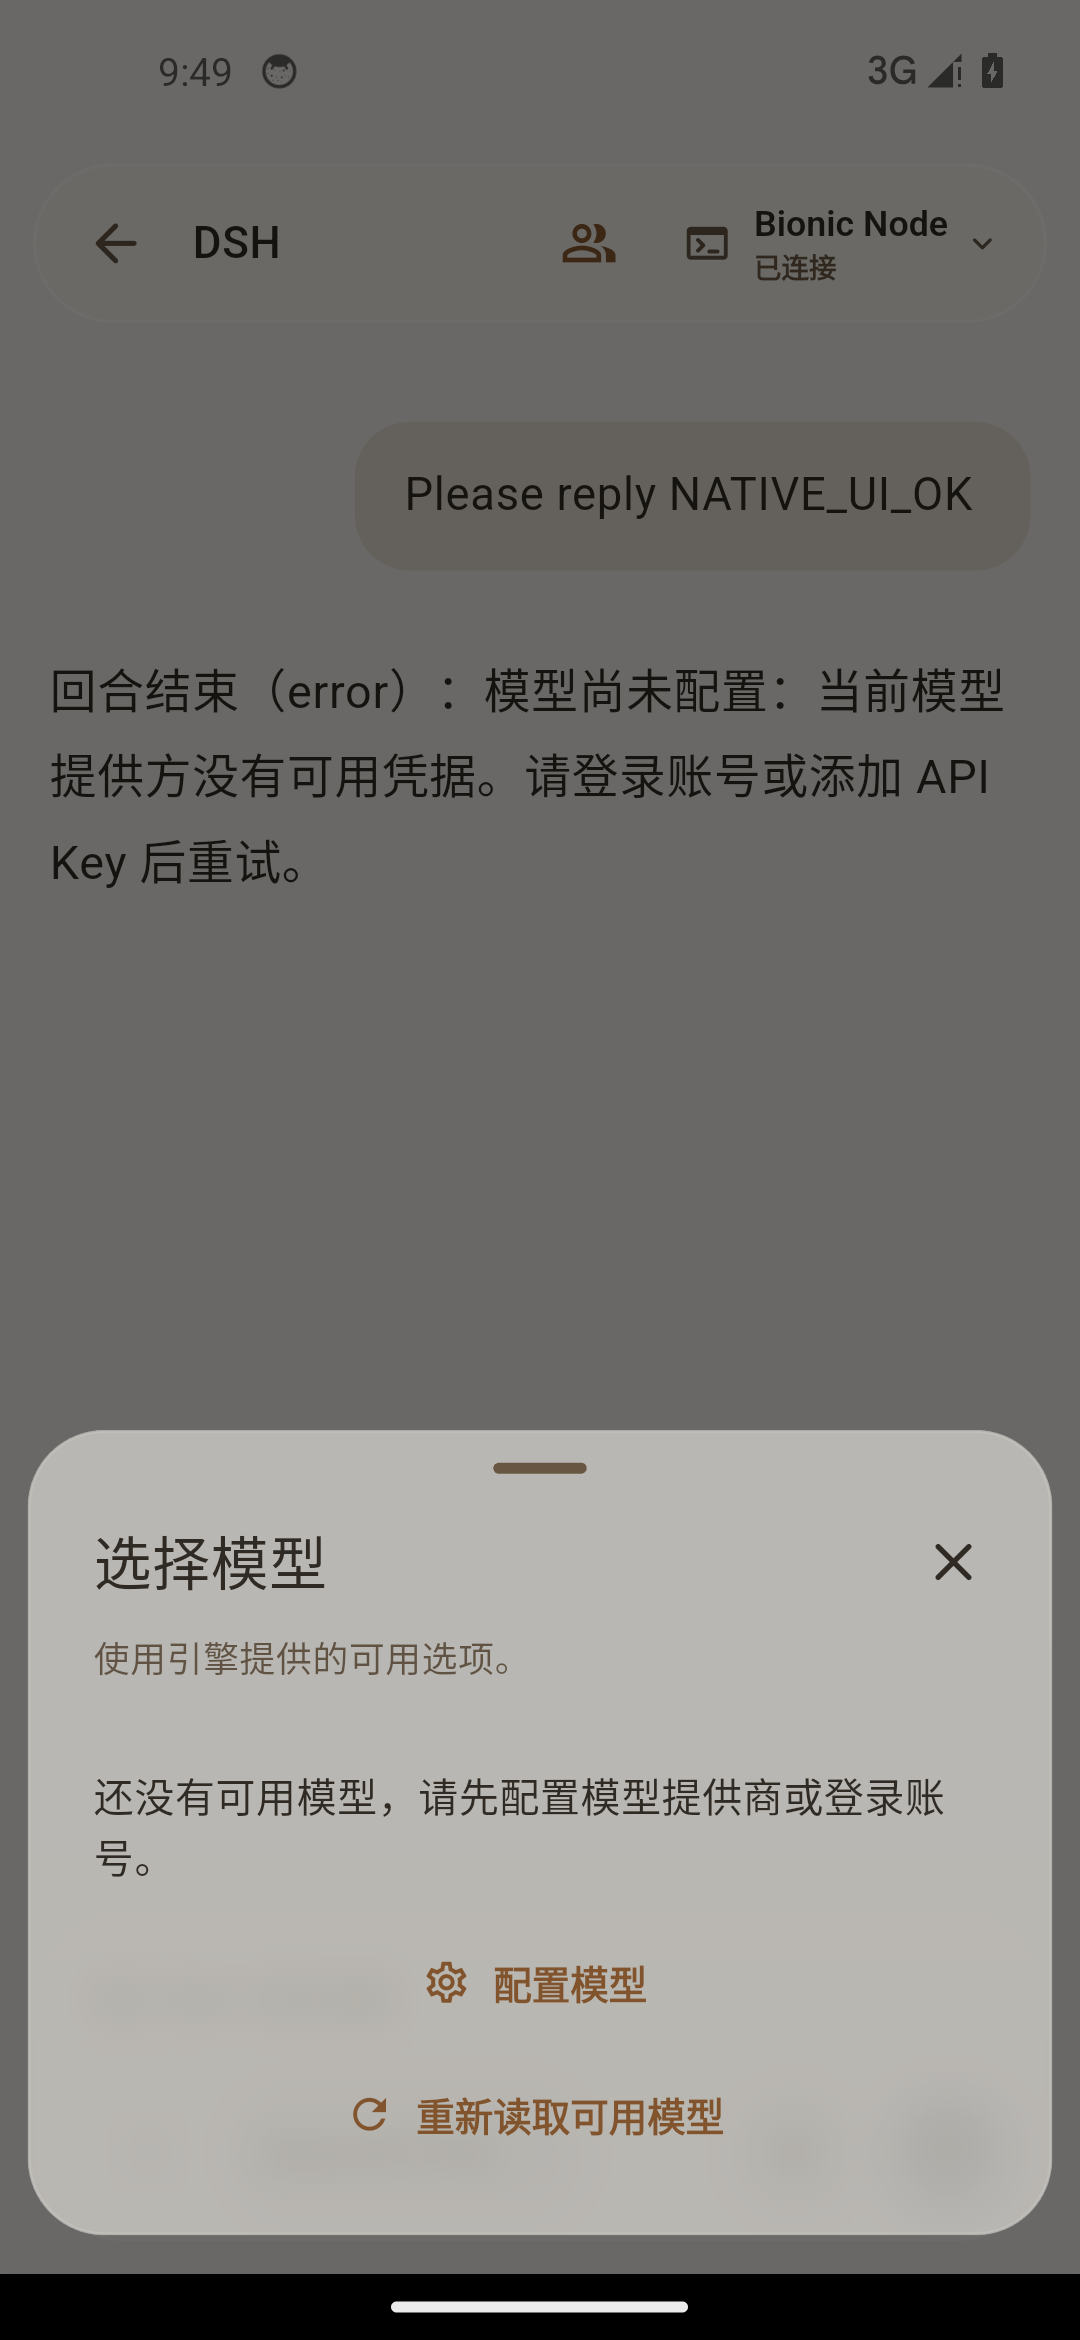 9:49
3G
DSH
Bionic Node
已连接
Please reply NATIVE_UI_OK
回合结束（error）：模型尚未配置：当前模型
提供方没有可用凭据。请登录账号或添加 API
Key 后重试。
选择模型
使用引擎提供的可用选项。
还没有可用模型，请先配置模型提供商或登录账
号。
配置模型
重新读取可用模型